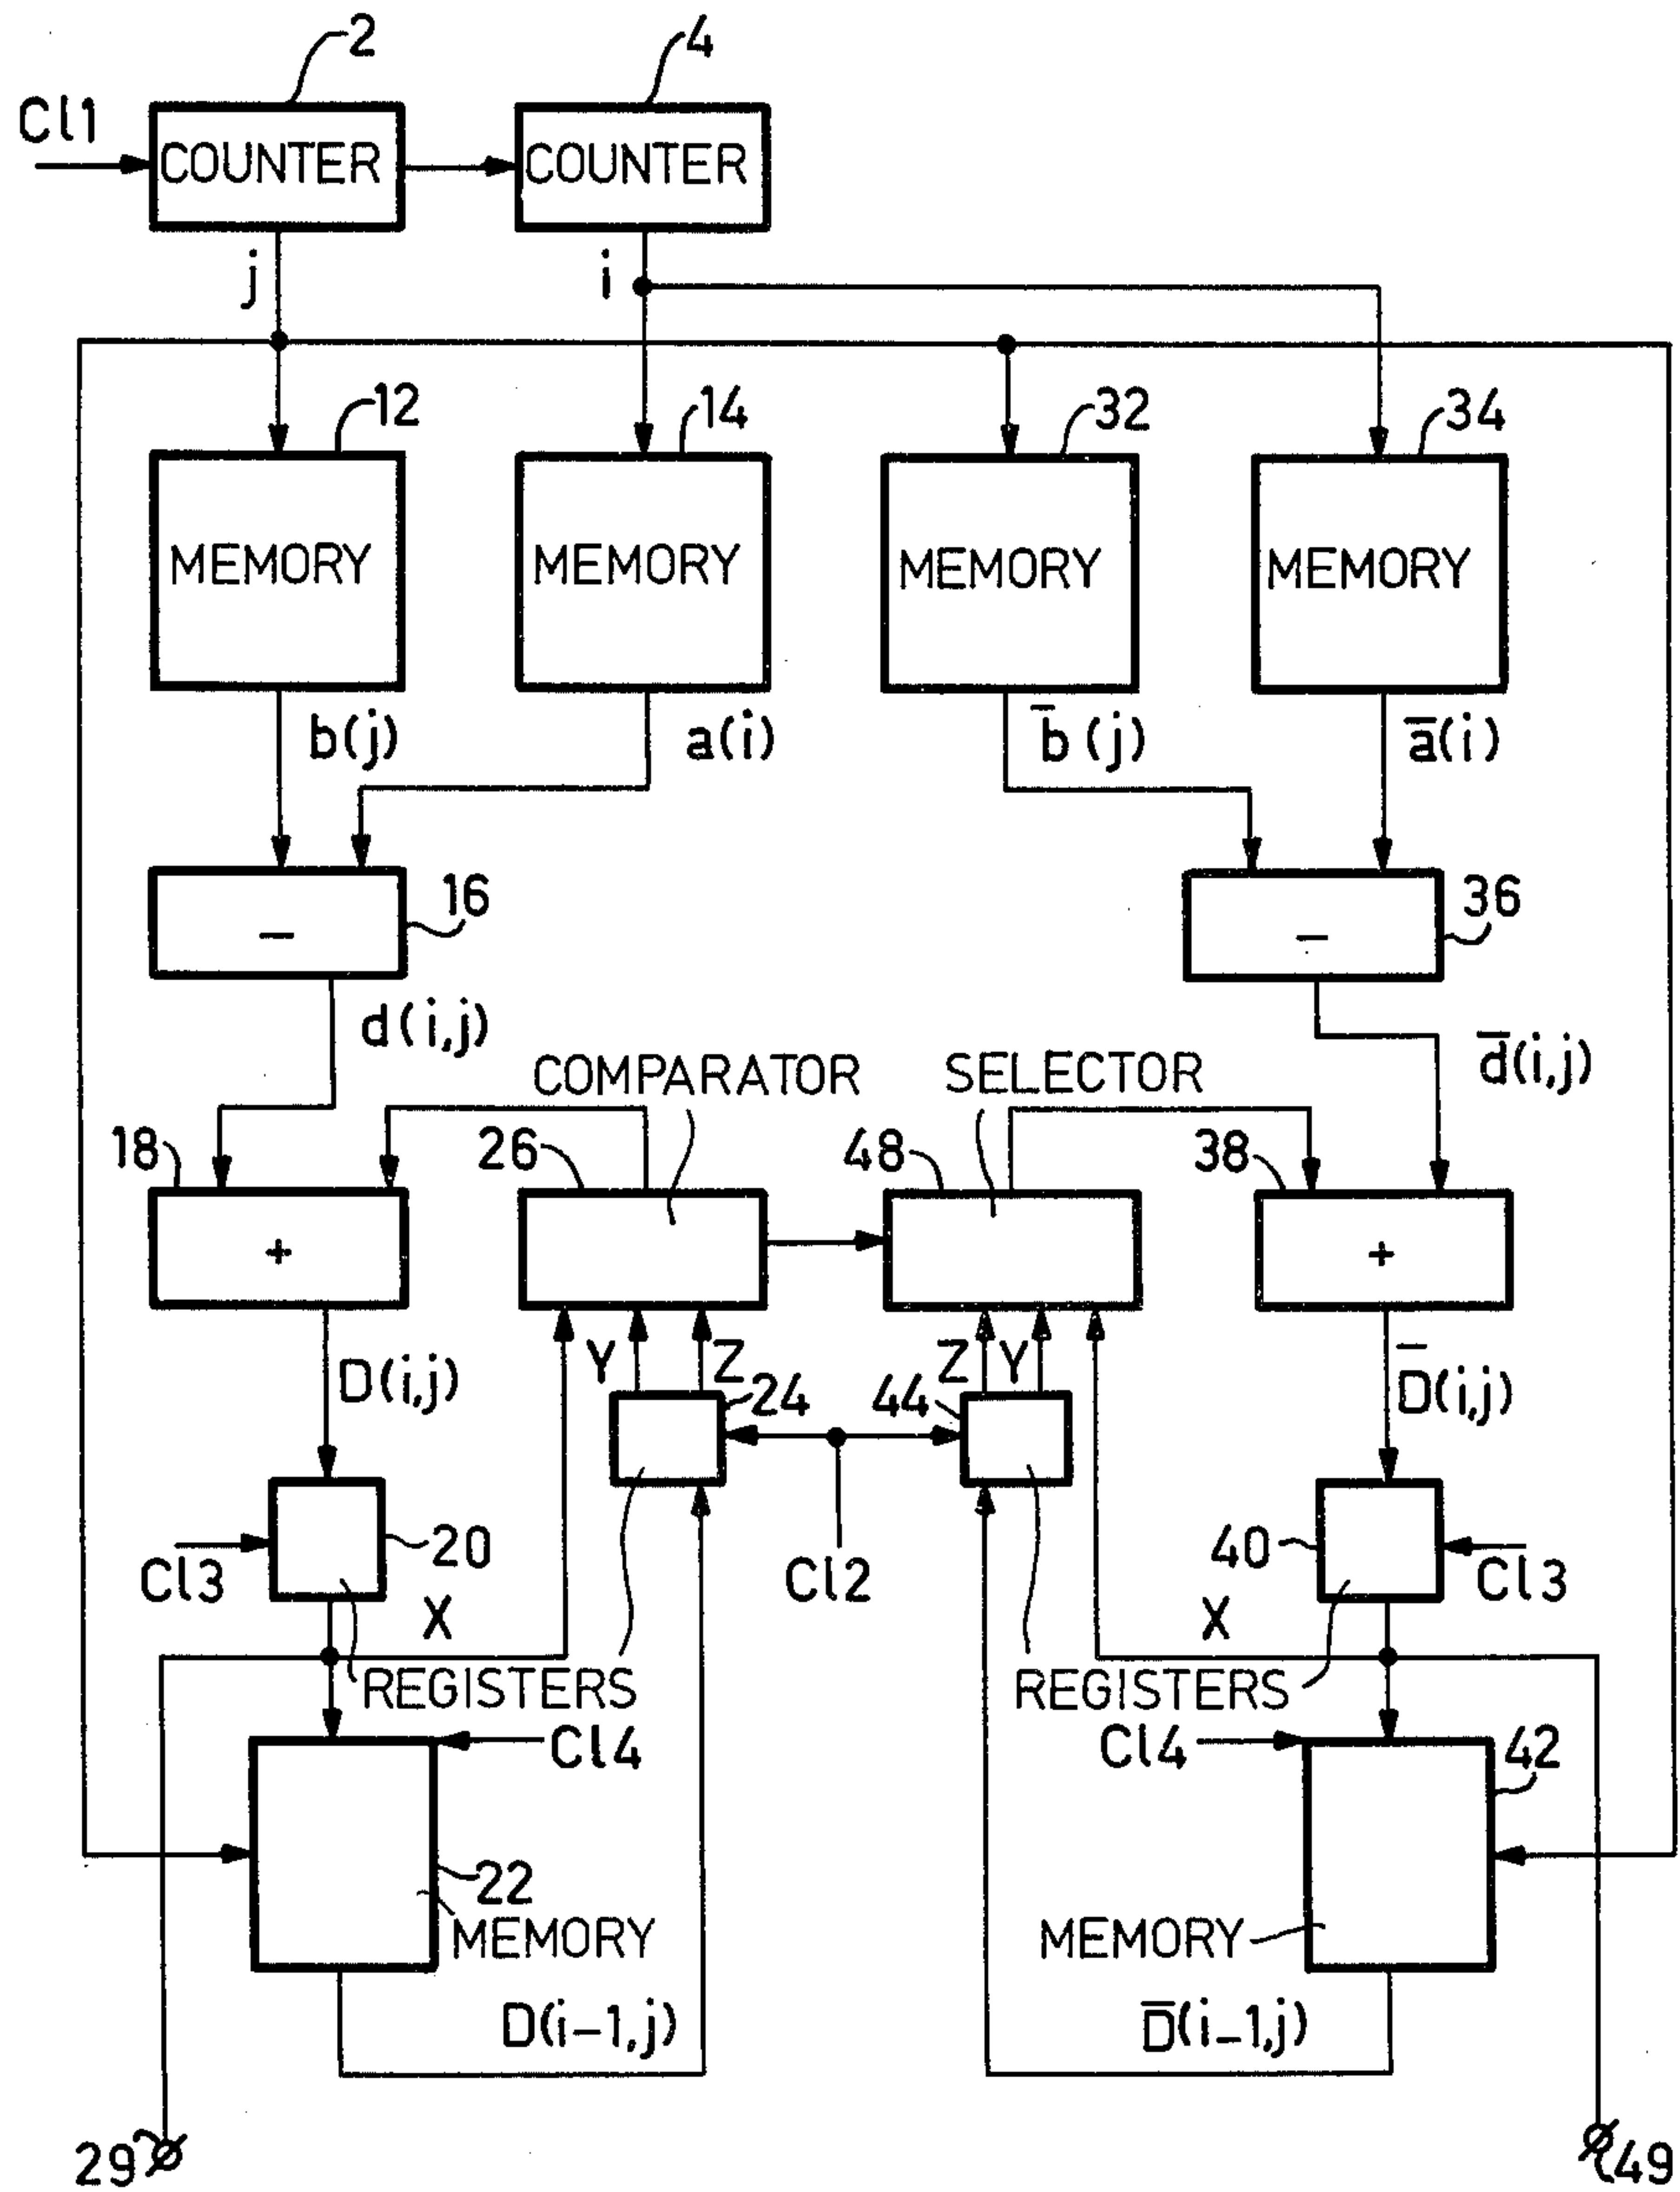 2
4
Cl1
COUNTER
COUNTER
j
i
12
14
32
34
MEMORY
MEMORY
MEMORY
MEMORY
b(j)
a(i)
b̄(j)
ā(i)
16
36
–
–
d(i,j)
d̄(i,j)
COMPARATOR
SELECTOR
18
26
48
38
+
+
Y
Z
Z
Y
D(i,j)
D̄(i,j)
24
44
20
40
Cl3
Cl2
Cl3
X
X
REGISTERS
REGISTERS
Cl4
Cl4
42
22
MEMORY
MEMORY
D(i–1,j)
D̄(i–1,j)
29
49